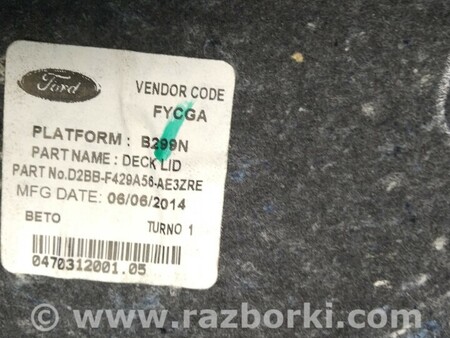 Ford
VENDOR CODE
FYCGA
PLATFORM : B299N
PART NAME : DECK LID
PART No.D2BB-F429A56-AE3ZRE
MFG DATE: 06/06/2014
BETO TURNO 1
0470312001.05
www.razborki.com